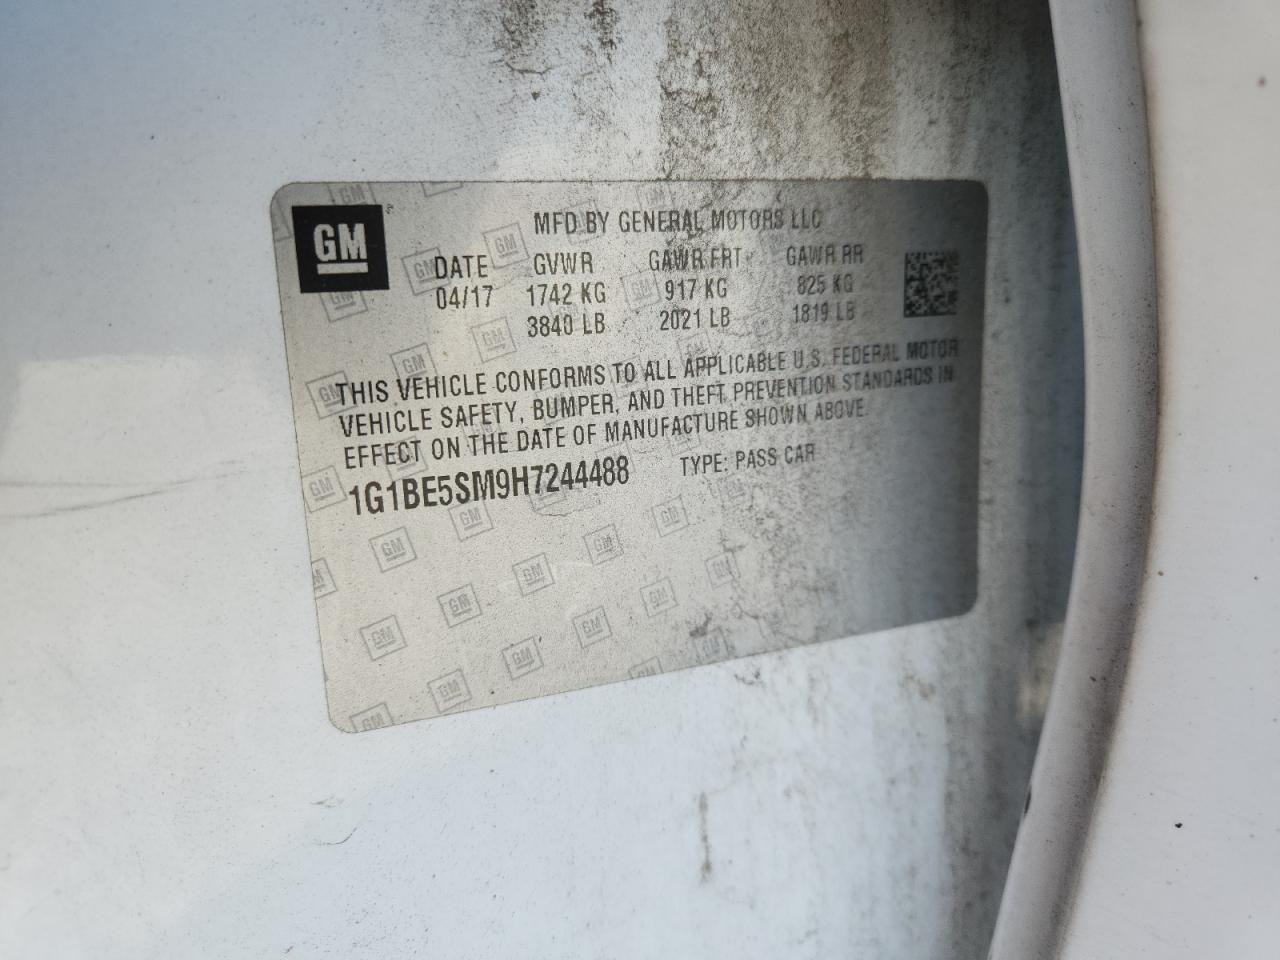 GM
MFD BY GENERAL MOTORS LLC
DATE GVWR GAWR FRT GAWR RR
04/17 1742 KG 917 KG 825 KG
3840 LB 2021 LB 1819 LB
THIS VEHICLE CONFORMS TO ALL APPLICABLE U.S. FEDERAL MOTOR
VEHICLE SAFETY, BUMPER, AND THEFT PREVENTION STANDARDS IN
EFFECT ON THE DATE OF MANUFACTURE SHOWN ABOVE.
1G1BE5SM9H7244488 TYPE: PASS CAR